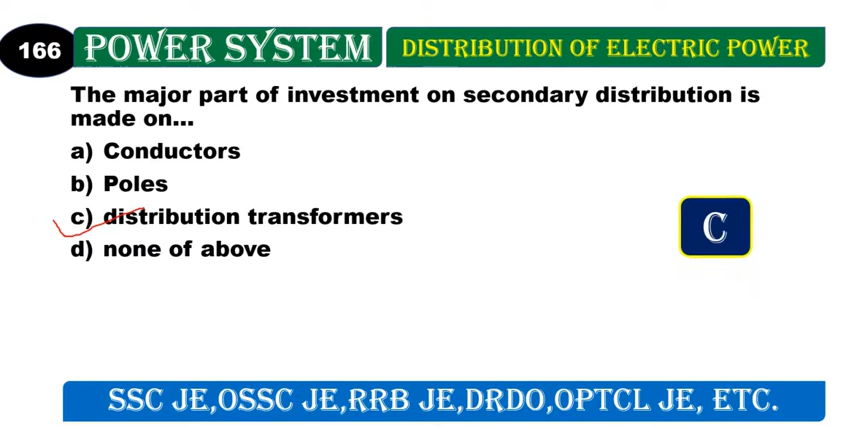 166 POWER SYSTEM DISTRIBUTION OF ELECTRIC POWER
The major part of investment on secondary distribution is
made on...
a) Conductors
b) Poles
c) distribution transformers
d) none of above
C
SSC JE,OSSC JE,RRB JE,DRDO,OPTCL JE, ETC.